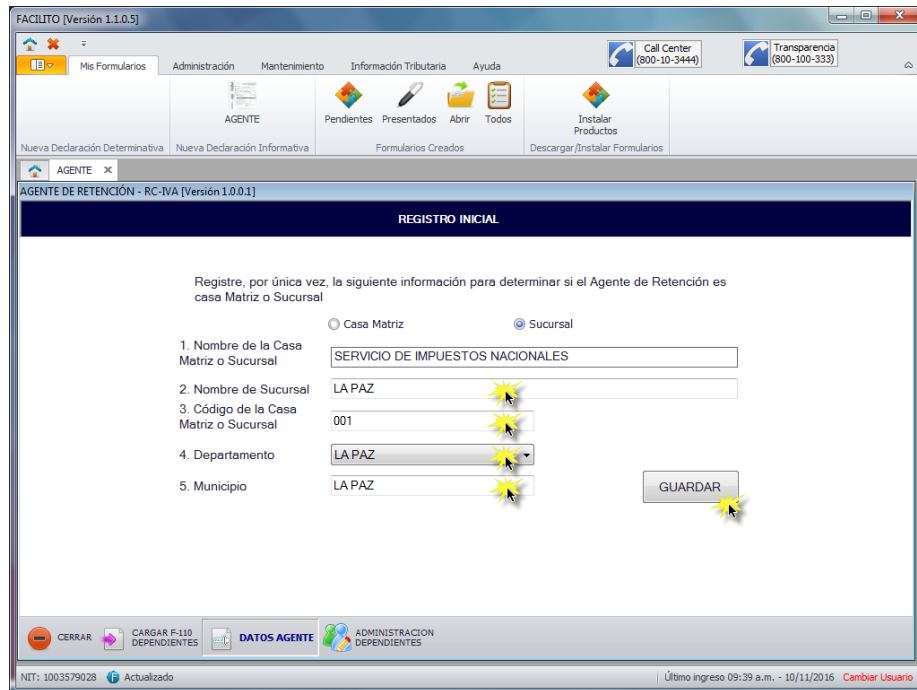 FACILITO [Versión 1.1.0.5]
Call Center
(800-10-3444)
Transparencia
(800-100-333)
Mis Formularios Administración Mantenimiento Información Tributaria Ayuda
AGENTE
Pendientes Presentados Abrir Todos
Instalar
Productos
Nueva Declaración Determinativa Nueva Declaración Informativa Formularios Creados Descargar/Instalar Formularios
AGENTE
AGENTE DE RETENCIÓN - RC-IVA [Versión 1.0.0.1]
REGISTRO INICIAL
Registre, por única vez, la siguiente información para determinar si el Agente de Retención es
casa Matriz o Sucursal
Casa Matriz Sucursal
1. Nombre de la Casa
Matriz o Sucursal
SERVICIO DE IMPUESTOS NACIONALES
2. Nombre de Sucursal LA PAZ
3. Código de la Casa
Matriz o Sucursal
001
4. Departamento LA PAZ
5. Municipio LA PAZ
GUARDAR
CERRAR
CARGAR F-110
DEPENDIENTES
DATOS AGENTE
ADMINISTRACION
DEPENDIENTES
NIT: 1003579028 Actualizado Último ingreso 09:39 a.m. - 10/11/2016 Cambiar Usuario